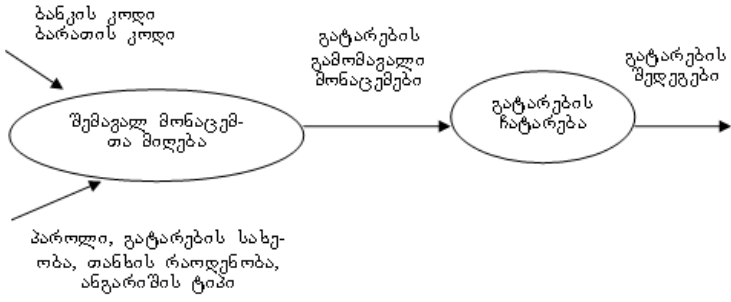 ბანკის კოდი
ბარათის კოდი
გატარების
გამომავალი
მონაცემები
გატარების
შედეგები
შემავალ მონაცემ-
თა მიღება
გატარების
ჩატარება
პაროლი, გატარების სახე-
ობა, თანხის რაოდენობა,
ანგარიშის ტიპი